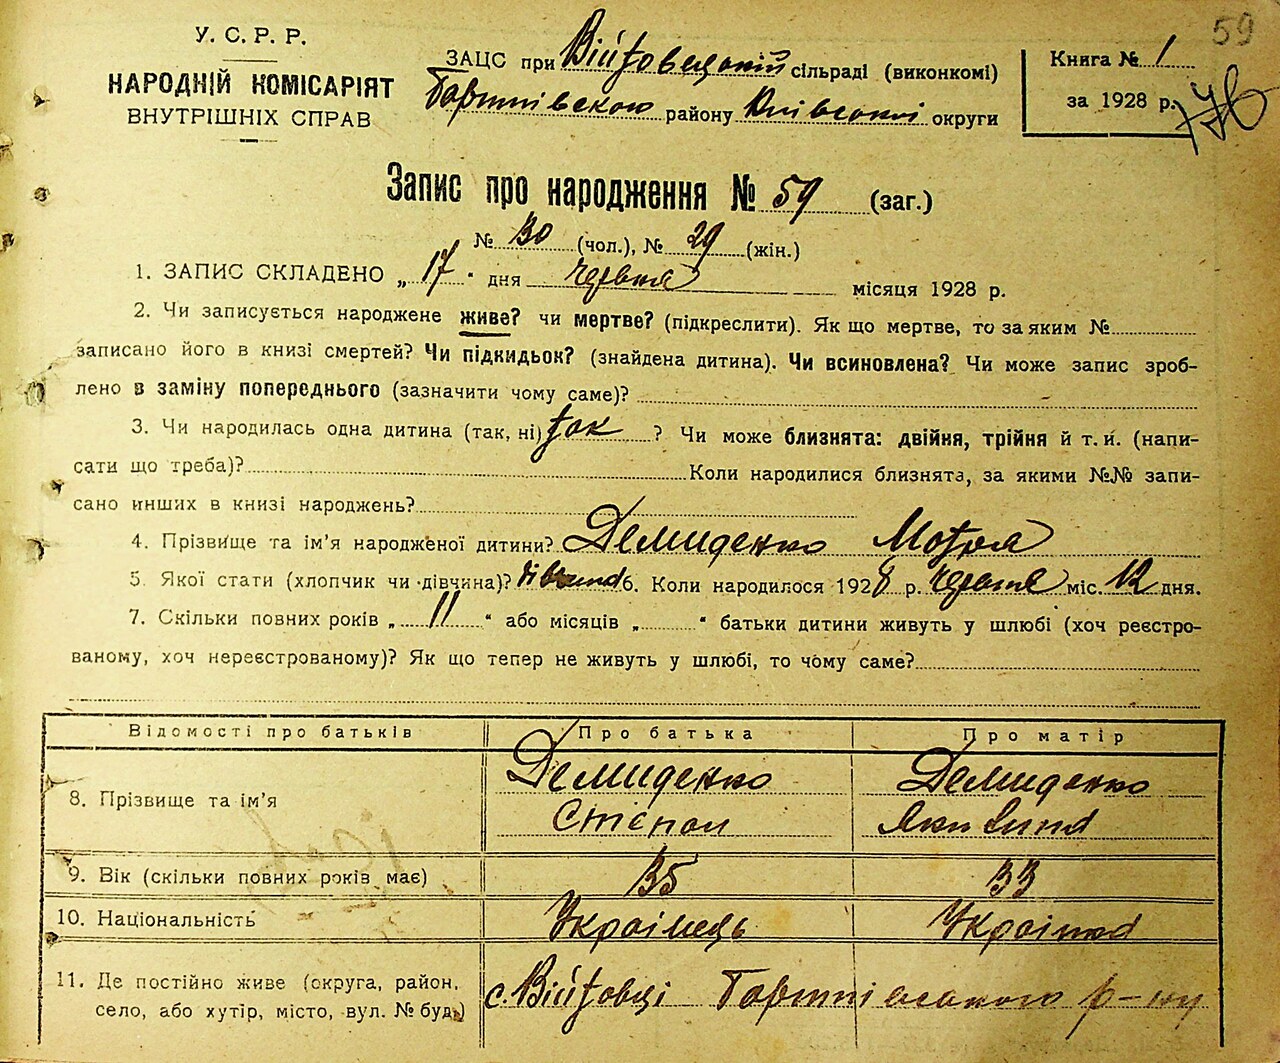 59
У. С. Р. Р.
НАРОДНІЙ КОМІСАРІЯТ
ВНУТРІШНІХ СПРАВ
ЗАЦС при Війтовецькій сільраді (виконкомі)
Баришівського району Київської округи
Книга № 1
за 1928 р.
Запис про народження № 59 (заг.)
№ 30 (чол.), № 29 (жін.)
1. ЗАПИС СКЛАДЕНО „17“ дня червня місяця 1928 р.
2. Чи записується народжене живе? чи мертве? (підкреслити). Як що мертве, то за яким №
записано його в книзі смертей? Чи підкидьок? (знайдена дитина). Чи всиновлена? Чи може запис зроб-
лено в заміну попереднього (зазначити чому саме)?
3. Чи народилась одна дитина (так, ні) так ? Чи може близнята: двійня, трійня й т. и. (напи-
сати що треба)? Коли народилися близнята, за якими №№ запи-
сано инших в книзі народжень?
4. Прізвище та ім’я народженої дитини? Демиденко Мотря
5. Якої стати (хлопчик чи дівчина)? дівчина 6. Коли народилося 1928 р. червня міс. 12 дня.
7. Скільки повних років „ 11 “ або місяців „ “ батьки дитини живуть у шлюбі (хоч реєстро-
ваному, хоч нереєстрованому)? Як що тепер не живуть у шлюбі, то чому саме?
Відомості про батьків Про батька Про матір
8. Прізвище та ім’я Демиденко Степан Демиденко Якилина
9. Вік (скільки повних років має) 35 33
10. Національність Українець Українка
11. Де постійно живе (округа, район,
село, або хутір, місто, вул. № буд.) с. Війтовці Баришівського р-ну